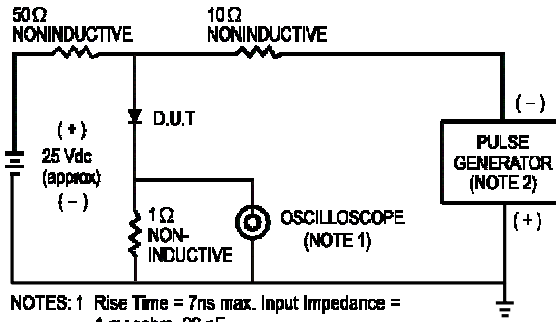 50Ω
NONINDUCTIVE
10Ω
NONINDUCTIVE
(+)
25 Vdc
(approx)
(−)
D.U.T
1Ω
NON-
INDUCTIVE
OSCILLOSCOPE
(NOTE 1)
(−)
PULSE
GENERATOR
(NOTE 2)
(+)
NOTES: 1 Rise Time = 7ns max. Input Impedance =